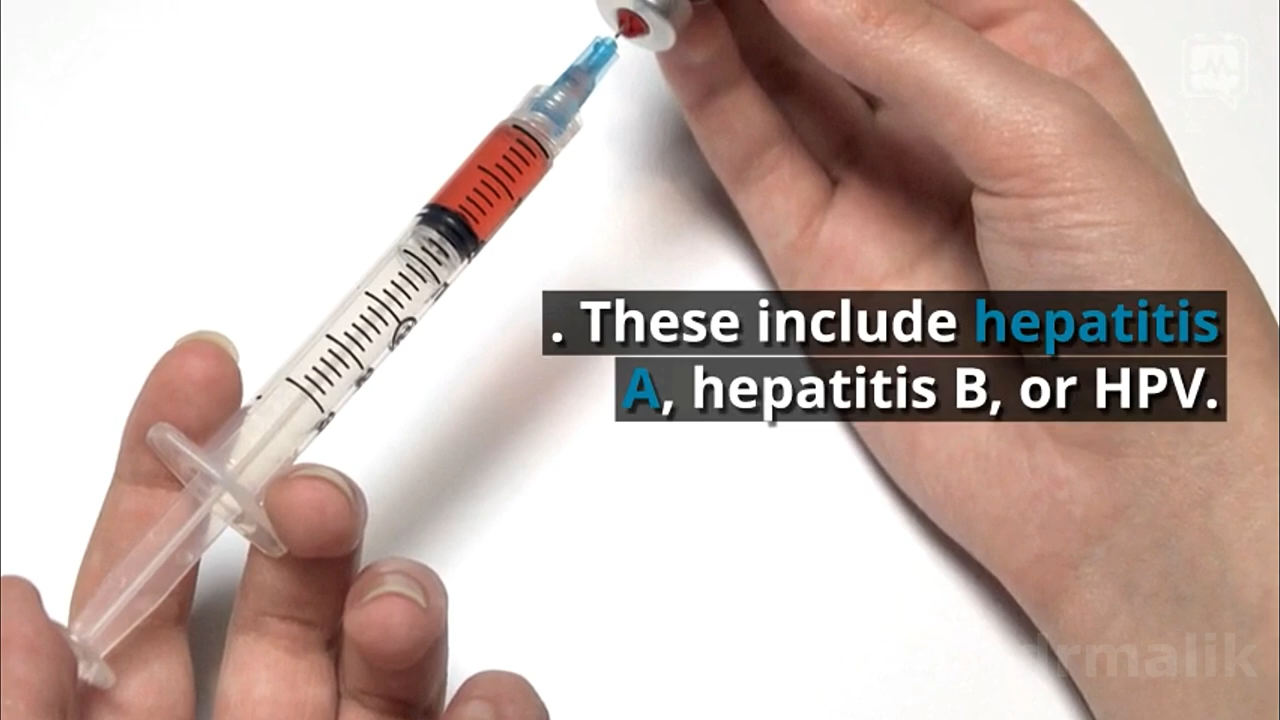 . These include hepatitis
A, hepatitis B, or HPV.
drmalik